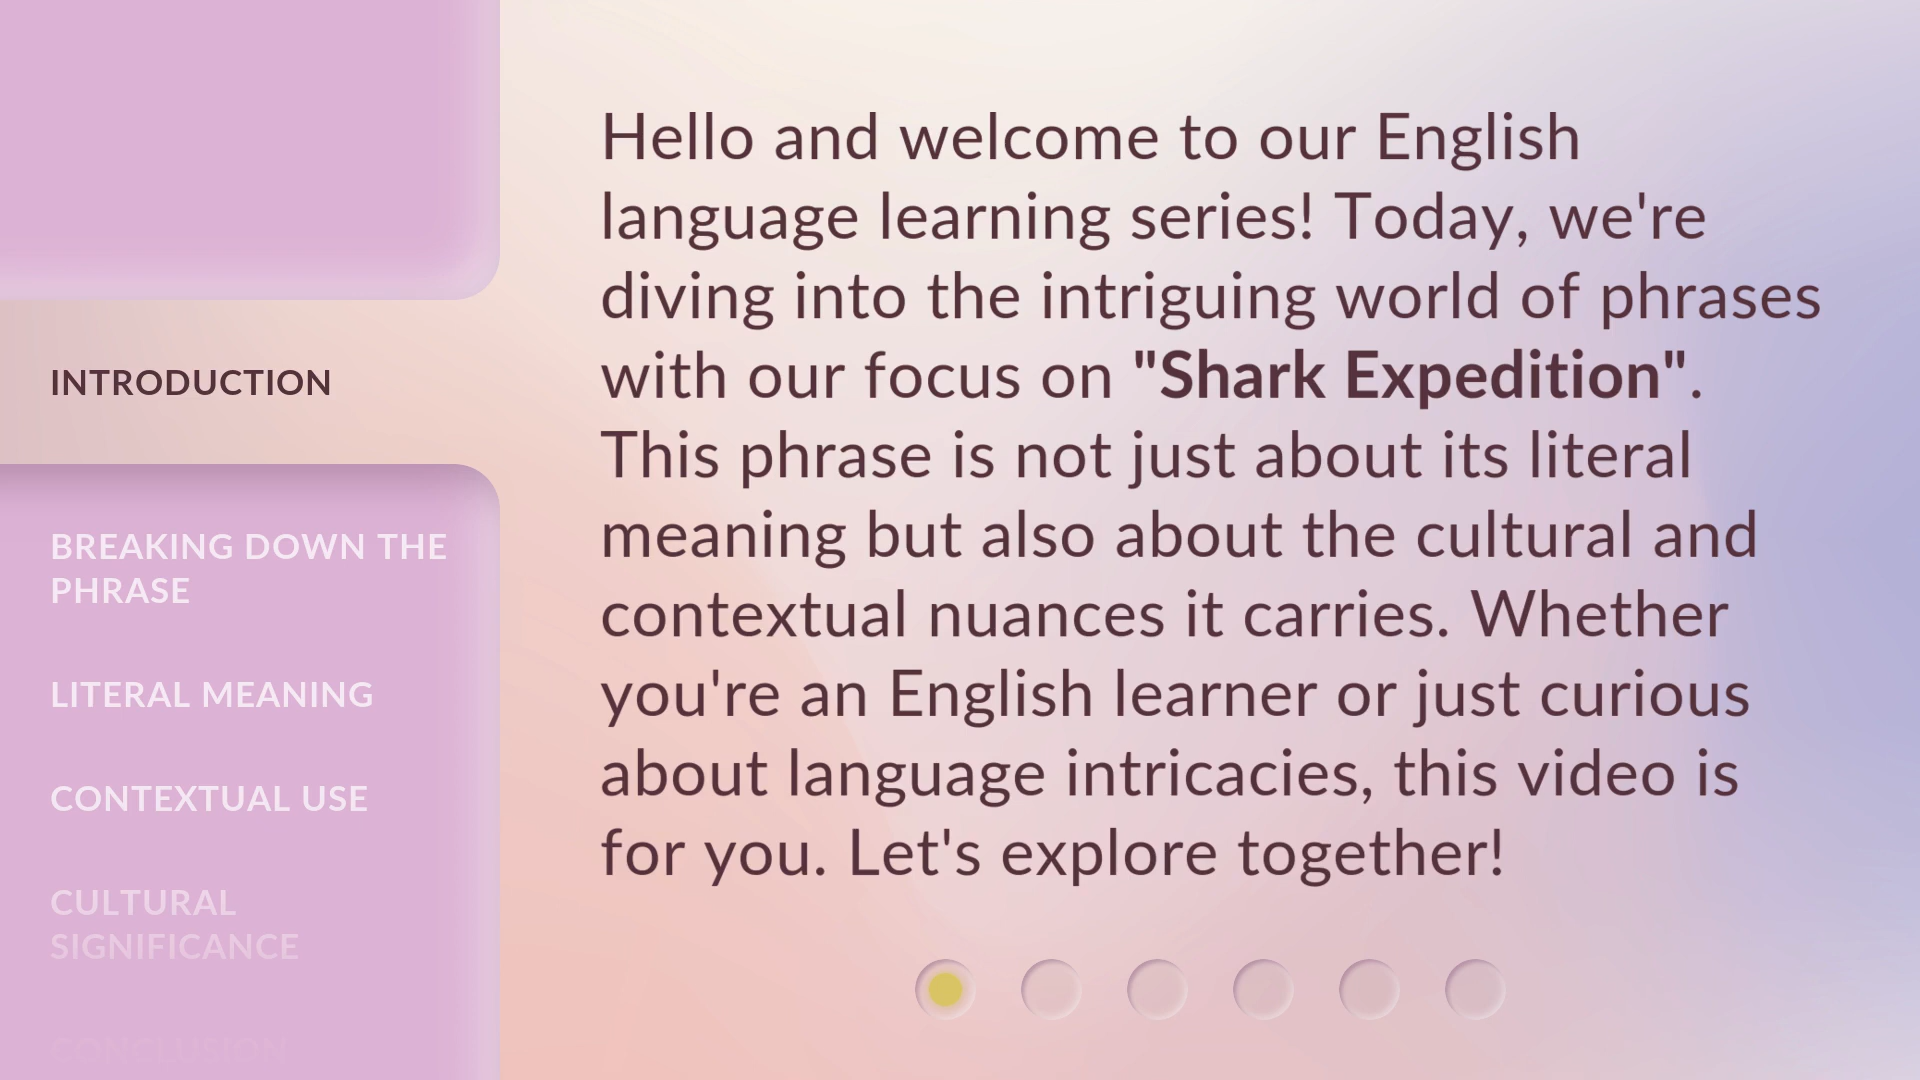 INTRODUCTION
BREAKING DOWN THE
PHRASE
LITERAL MEANING
CONTEXTUAL USE
CULTURAL
SIGNIFICANCE
CONCLUSION
Hello and welcome to our English
language learning series! Today, we're
diving into the intriguing world of phrases
with our focus on "Shark Expedition".
This phrase is not just about its literal
meaning but also about the cultural and
contextual nuances it carries. Whether
you're an English learner or just curious
about language intricacies, this video is
for you. Let's explore together!